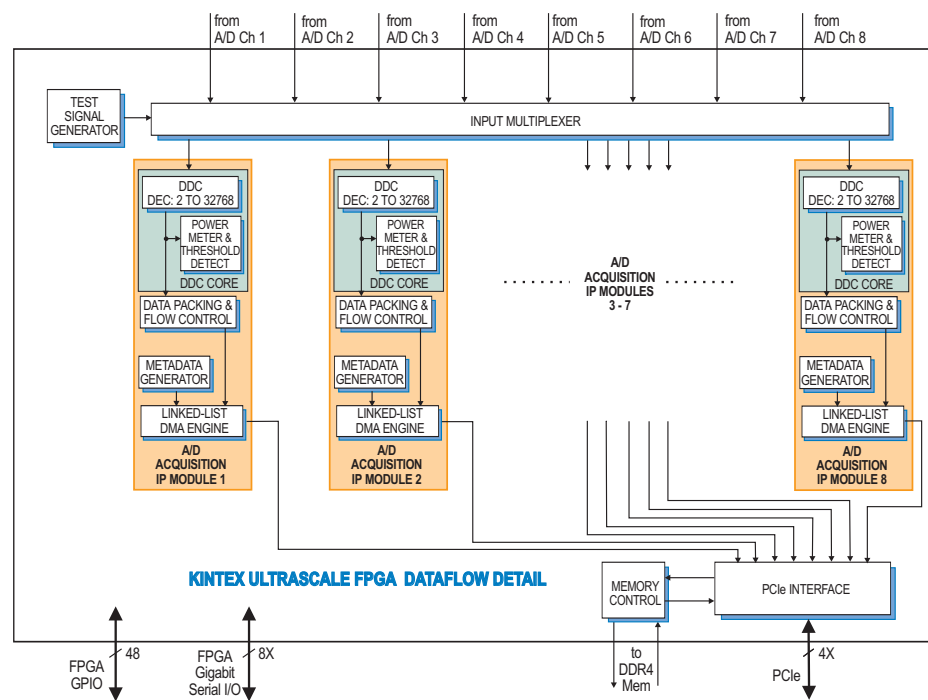 from
A/D Ch 1
from
A/D Ch 2
from
A/D Ch 3
from
A/D Ch 4
from
A/D Ch 5
from
A/D Ch 6
from
A/D Ch 7
from
A/D Ch 8
TEST
SIGNAL
GENERATOR
INPUT MULTIPLEXER
DDC
DEC: 2 TO 32768
POWER
METER &
THRESHOLD
DETECT
DDC CORE
DATA PACKING &
FLOW CONTROL
METADATA
GENERATOR
LINKED-LIST
DMA ENGINE
A/D
ACQUISITION
IP MODULE 1
DDC
DEC: 2 TO 32768
POWER
METER &
THRESHOLD
DETECT
DDC CORE
DATA PACKING &
FLOW CONTROL
METADATA
GENERATOR
LINKED-LIST
DMA ENGINE
A/D
ACQUISITION
IP MODULE 2
A/D
ACQUISITION
IP MODULES
3 - 7
DDC
DEC: 2 TO 32768
POWER
METER &
THRESHOLD
DETECT
DDC CORE
DATA PACKING &
FLOW CONTROL
METADATA
GENERATOR
LINKED-LIST
DMA ENGINE
A/D
ACQUISITION
IP MODULE 8
KINTEX ULTRASCALE FPGA DATAFLOW DETAIL
MEMORY
CONTROL
PCIe INTERFACE
48
FPGA
GPIO
8X
FPGA
Gigabit
Serial I/O
to
DDR4
Mem
4X
PCIe